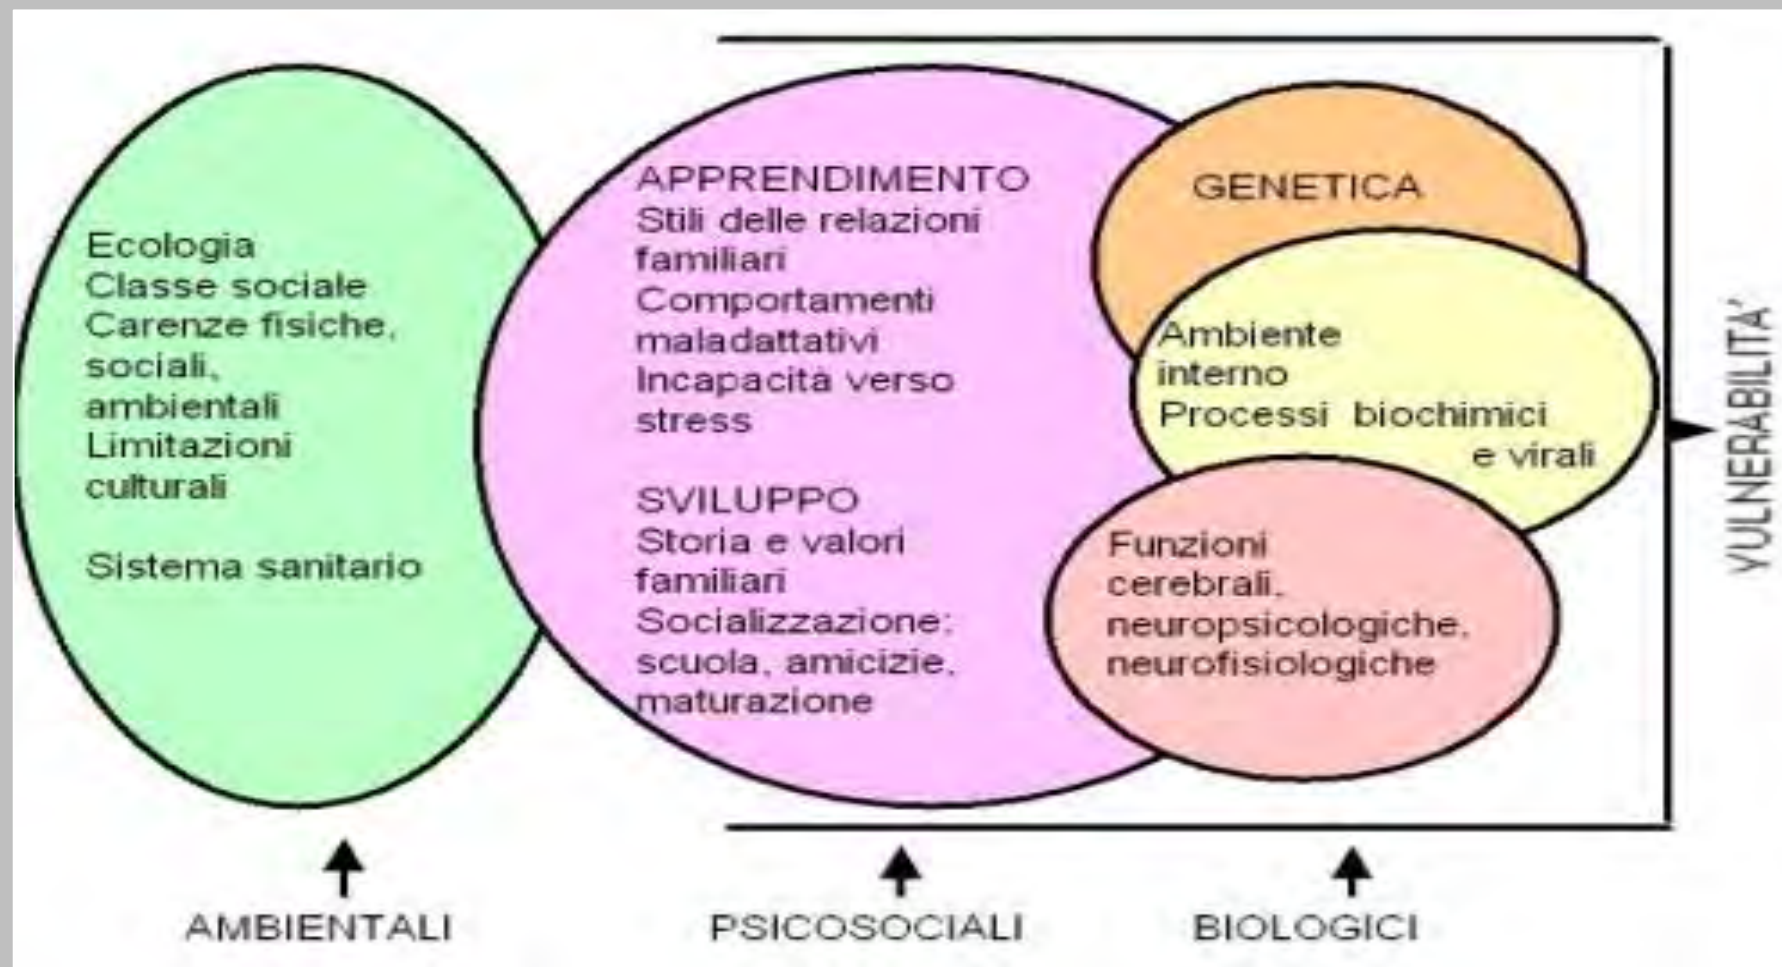 Ecologia
Classe sociale
Carenze fisiche,
sociali,
ambientali
Limitazioni
culturali
Sistema sanitario
APPRENDIMENTO
Stili delle relazioni
familiari
Comportamenti
maladattativi
Incapacità verso
stress
SVILUPPO
Storia e valori
familiari
Socializzazione:
scuola, amicizie,
maturazione
GENETICA
Ambiente
interno
Processi biochimici
e virali
Funzioni
cerebrali,
neuropsicologiche,
neurofisiologiche
VULNERABILITA'
AMBIENTALI
PSICOSOCIALI
BIOLOGICI